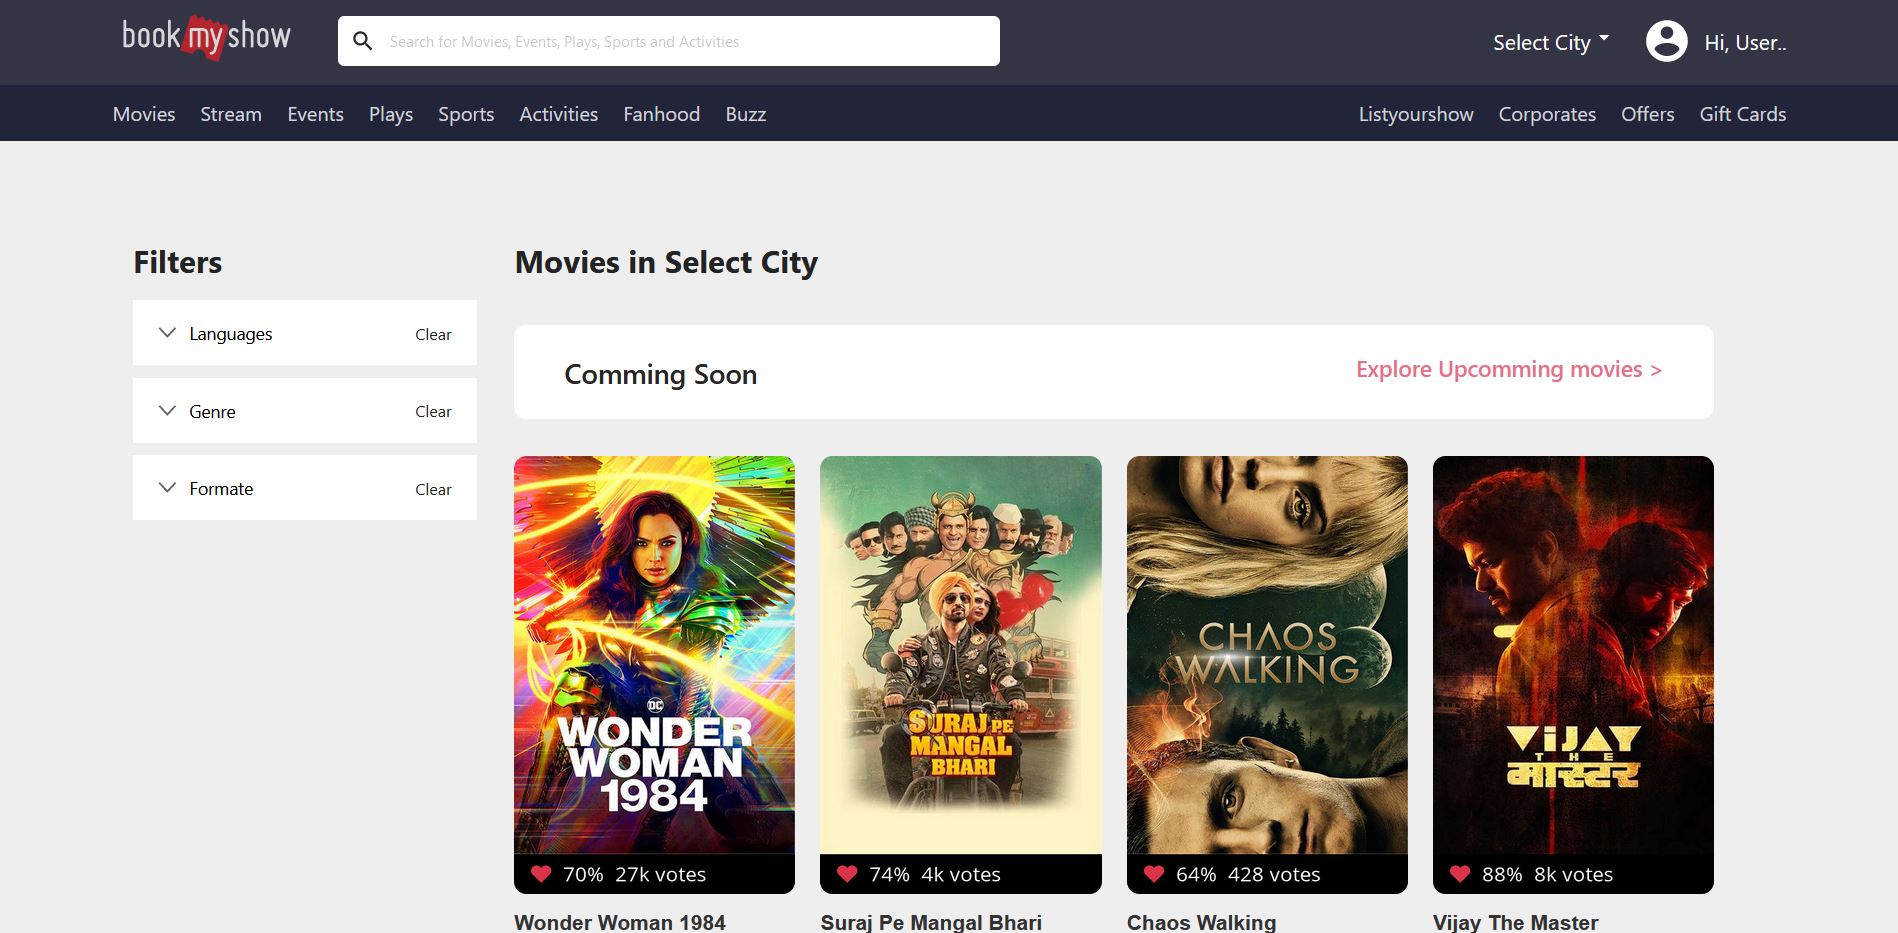 bookmyshow
Search for Movies, Events, Plays, Sports and Activities
Select City
Hi, User..
Movies Stream Events Plays Sports Activities Fanhood Buzz
Listyourshow Corporates Offers Gift Cards
Filters
Languages Clear
Genre Clear
Formate Clear
Movies in Select City
Comming Soon
Explore Upcomming movies >
DC
WONDER
WOMAN
1984
70% 27k votes
Wonder Woman 1984
SURAJ PE
MANGAL
BHARI
74% 4k votes
Suraj Pe Mangal Bhari
CHAOS
WALKING
64% 428 votes
Chaos Walking
ViJAY
THE
मास्टर
88% 8k votes
Vijay The Master